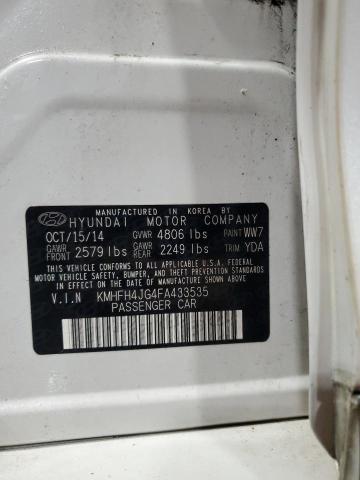 MANUFACTURED IN KOREA BY
HYUNDAI MOTOR COMPANY
OCT/15/14 GVWR 4806 lbs PAINT WW7
GAWR FRONT 2579 lbs GAWR REAR 2249 lbs TRIM YDA
THIS VEHICLE CONFORMS TO ALL APPLICABLE U.S.A. FEDERAL
MOTOR VEHICLE SAFETY, BUMPER, AND THEFT PREVENTION
STANDARDS IN EFFECT ON THE DATE OF MANUFACTURE SHOWN ABOVE.
V.I.N KMHFH4JG4FA433535
PASSENGER CAR